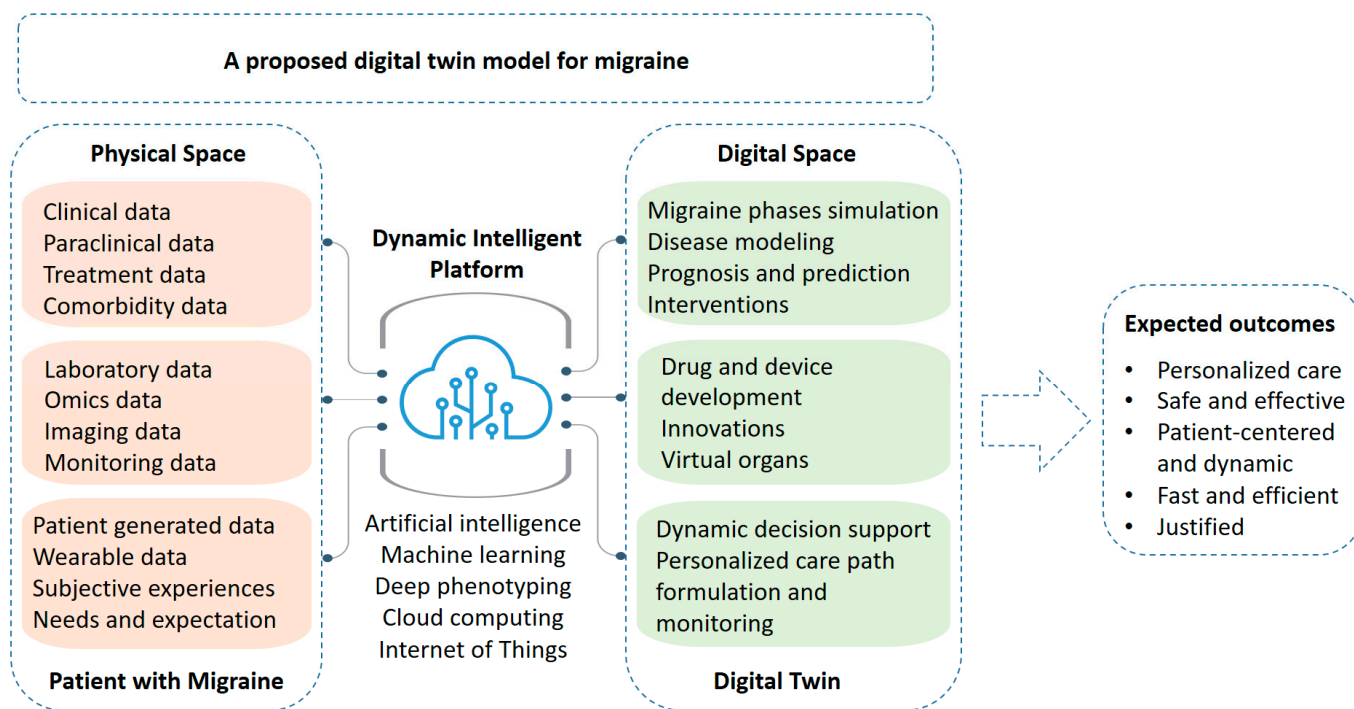 A proposed digital twin model for migraine
Physical Space
Clinical data
Paraclinical data
Treatment data
Comorbidity data
Laboratory data
Omics data
Imaging data
Monitoring data
Patient generated data
Wearable data
Subjective experiences
Needs and expectation
Patient with Migraine
Dynamic Intelligent
Platform
Artificial intelligence
Machine learning
Deep phenotyping
Cloud computing
Internet of Things
Digital Space
Migraine phases simulation
Disease modeling
Prognosis and prediction
Interventions
Drug and device
development
Innovations
Virtual organs
Dynamic decision support
Personalized care path
formulation and
monitoring
Digital Twin
Expected outcomes
• Personalized care
• Safe and effective
• Patient-centered
and dynamic
• Fast and efficient
• Justified